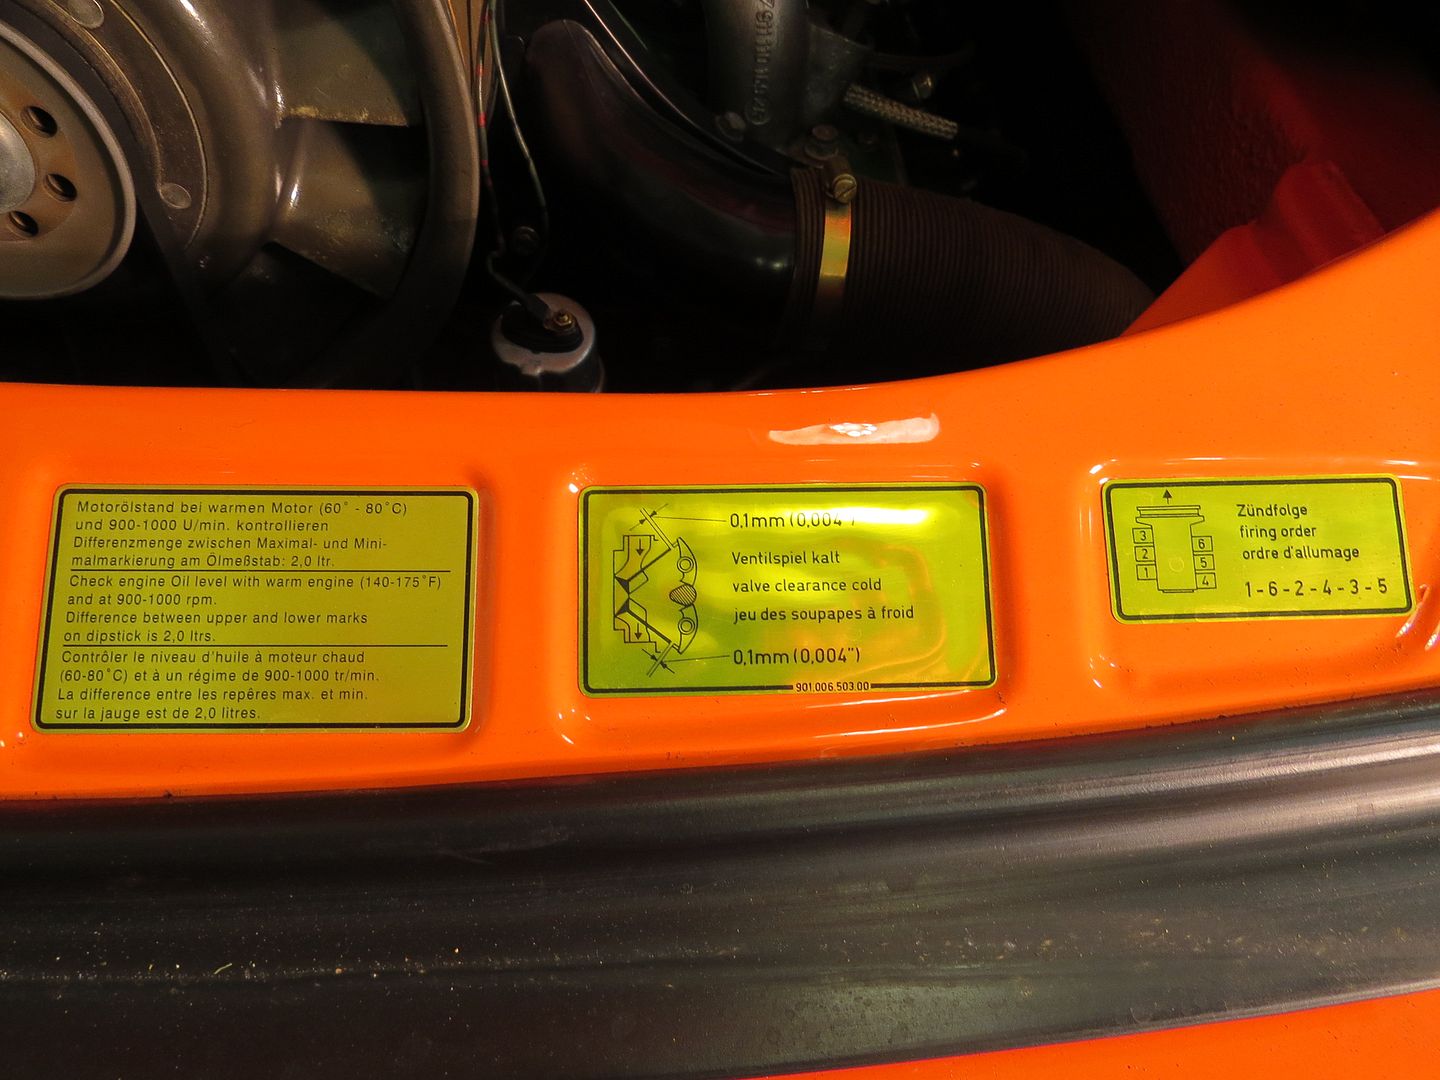 Motorölstand bei warmen Motor (60° - 80°C)
und 900-1000 U/min. kontrollieren
Differenzmenge zwischen Maximal- und Mini-
malmarkierung am Ölmeßstab: 2,0 ltr.
Check engine Oil level with warm engine (140-175°F)
and at 900-1000 rpm.
Difference between upper and lower marks
on dipstick is 2,0 ltrs.
Contrôler le niveau d'huile à moteur chaud
(60-80°C) et à un régime de 900-1000 tr/min.
La difference entre les repêres max. et min.
sur la jauge est de 2,0 litres.
0,1mm (0,004")
Ventilspiel kalt
valve clearance cold
jeu des soupapes à froid
0,1mm (0,004")
901.006.503.00
Zündfolge
firing order
ordre d'allumage
1-6-2-4-3-5
3
2
1
6
5
4